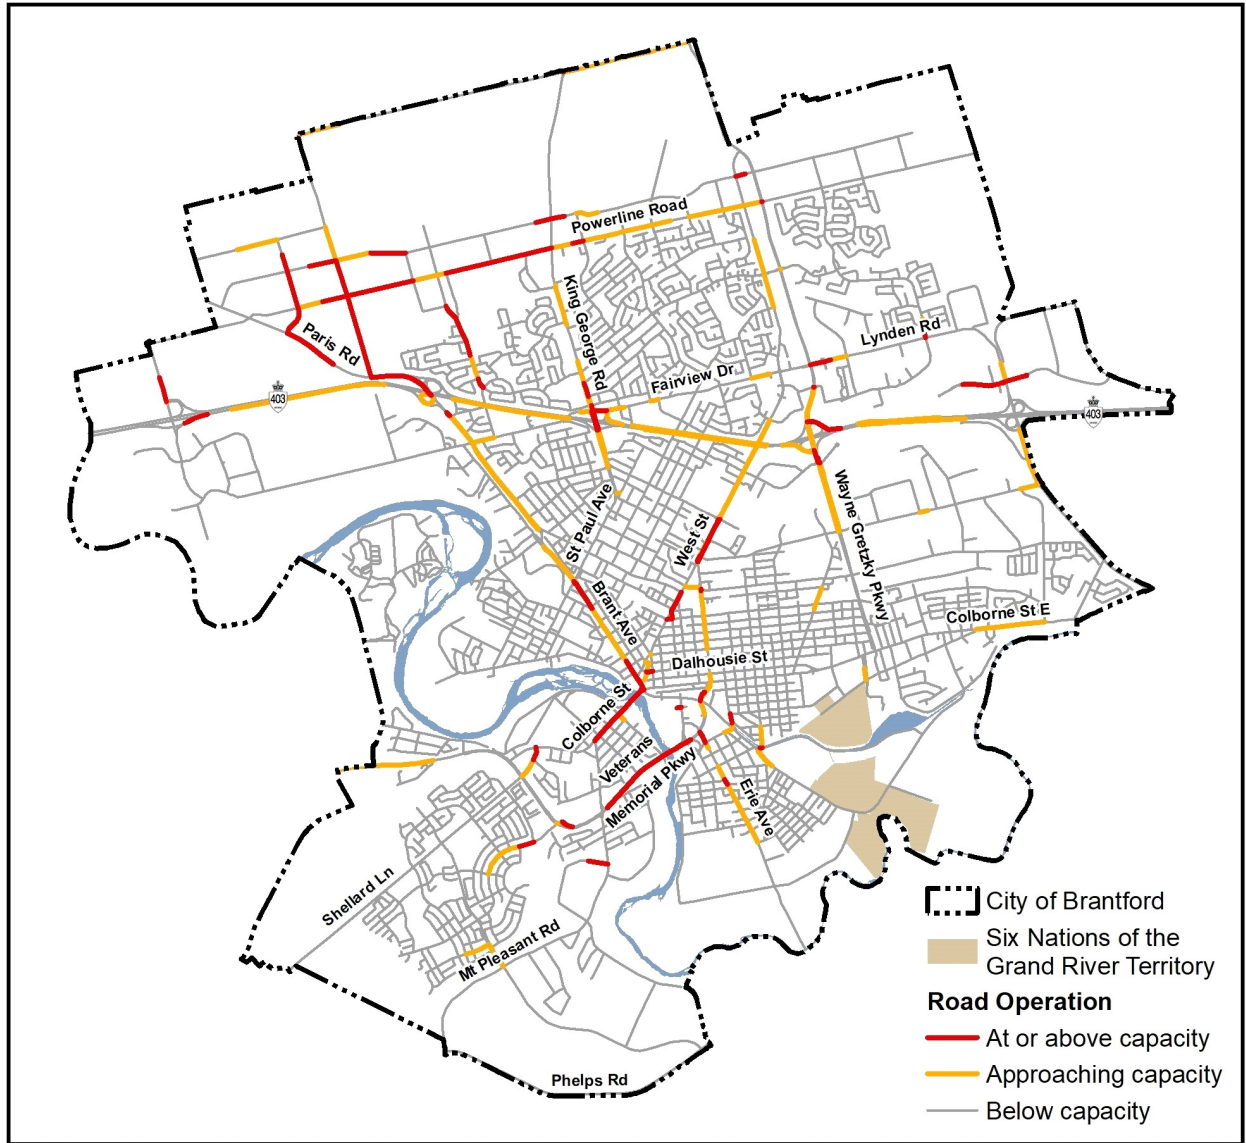 Powerline Road
King George Rd
Paris Rd
Lynden Rd
Fairview Dr
403
403
St Paul Ave
West St
Wayne Gretzky Pkwy
Brant Ave
Colborne St E
Dalhousie St
Colborne St
Veterans
Memorial Pkwy
Erie Ave
Shellard Ln
Mt Pleasant Rd
Phelps Rd
City of Brantford
Six Nations of the
Grand River Territory
Road Operation
At or above capacity
Approaching capacity
Below capacity